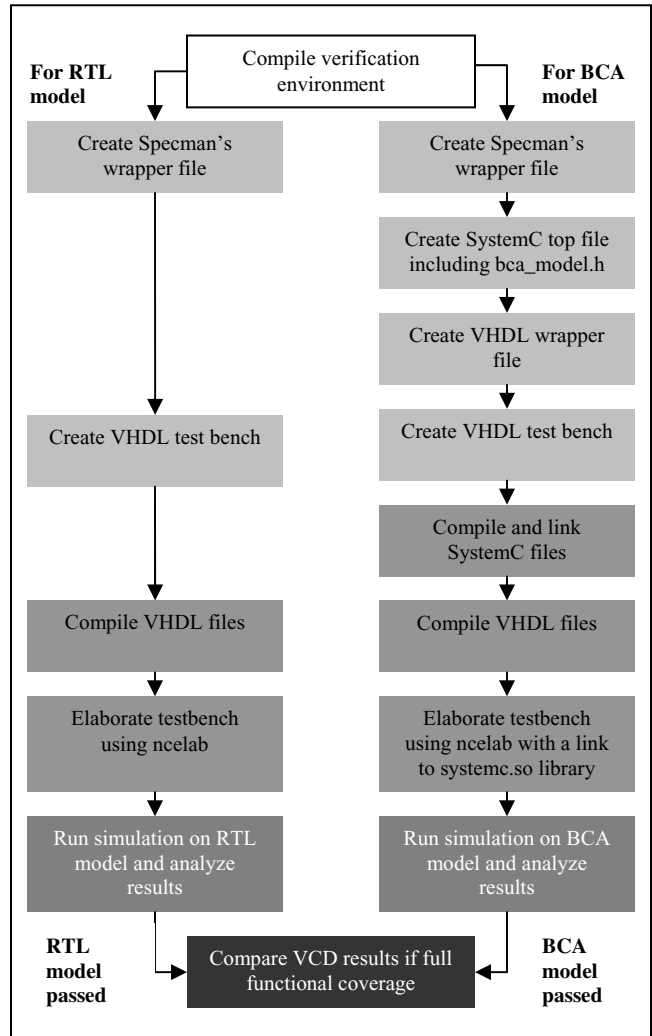 Compile verification
environment
For RTL
model
For BCA
model
Create Specman's
wrapper file
Create Specman's
wrapper file
Create SystemC top file
including bca_model.h
Create VHDL wrapper
file
Create VHDL test bench
Create VHDL test bench
Compile and link
SystemC files
Compile VHDL files
Compile VHDL files
Elaborate testbench
using ncelab
Elaborate testbench
using ncelab with a link
to systemc.so library
Run simulation on RTL
model and analyze
results
Run simulation on BCA
model and analyze
results
RTL
model
passed
Compare VCD results if full
functional coverage
BCA
model
passed